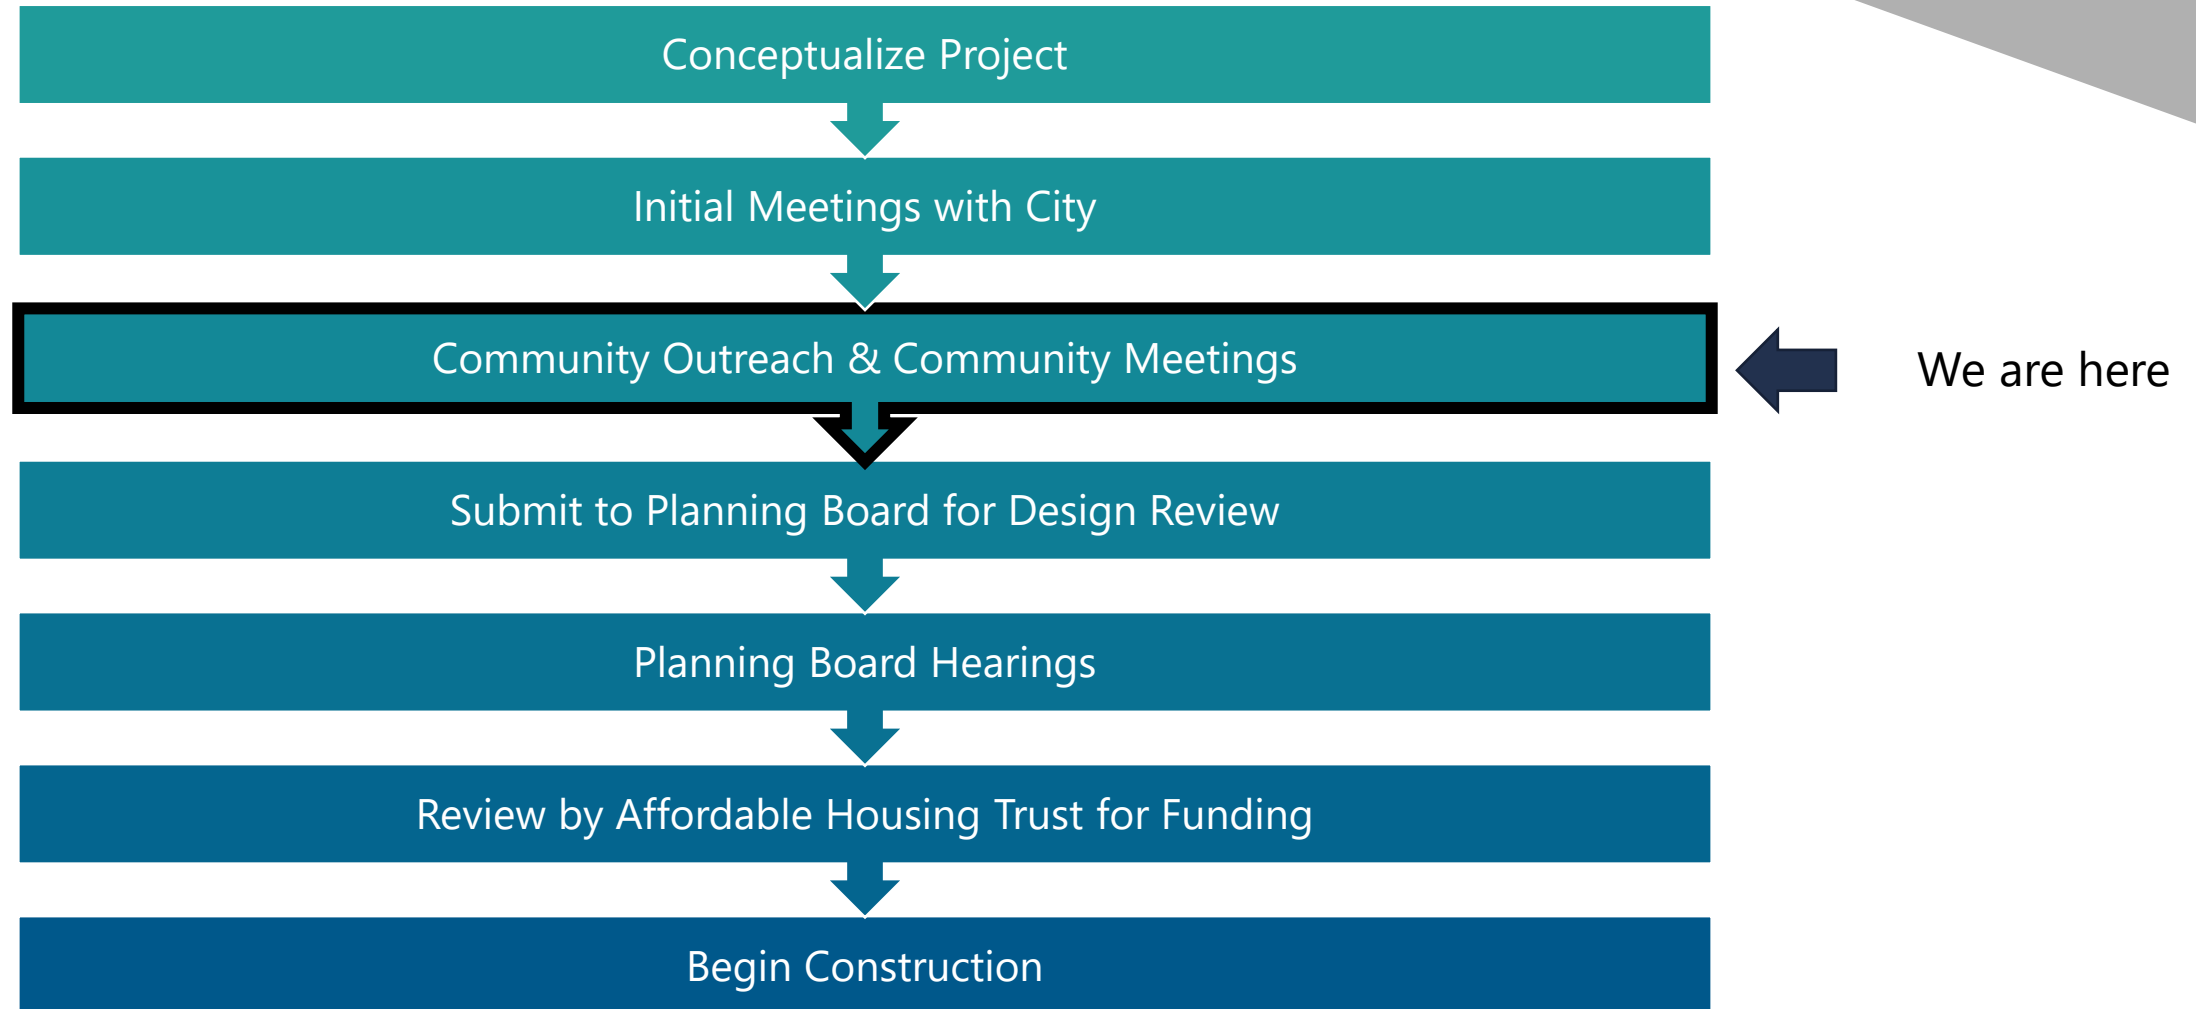 Conceptualize Project
Initial Meetings with City
Community Outreach & Community Meetings
We are here
Submit to Planning Board for Design Review
Planning Board Hearings
Review by Affordable Housing Trust for Funding
Begin Construction